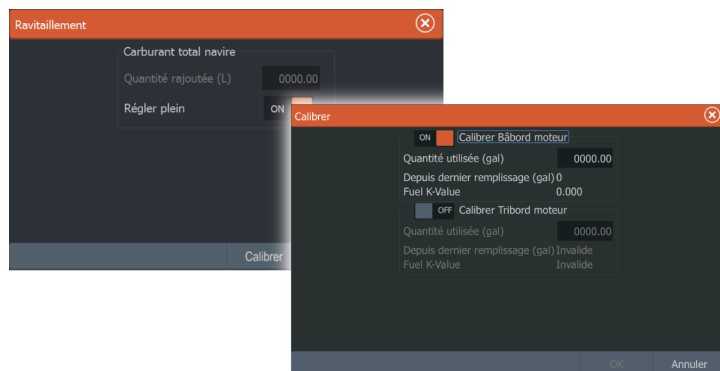 Ravitaillement
Carburant total navire
Quantité rajoutée (L) 0000.00
Régler plein ON
Calibrer
Calibrer
ON Calibrer Bâbord moteur
Quantité utilisée (gal) 0000.00
Depuis dernier remplissage (gal) 0
Fuel K-Value 0.000
OFF Calibrer Tribord moteur
Quantité utilisée (gal) 0000.00
Depuis dernier remplissage (gal) Invalide
Fuel K-Value Invalide
OK Annuler